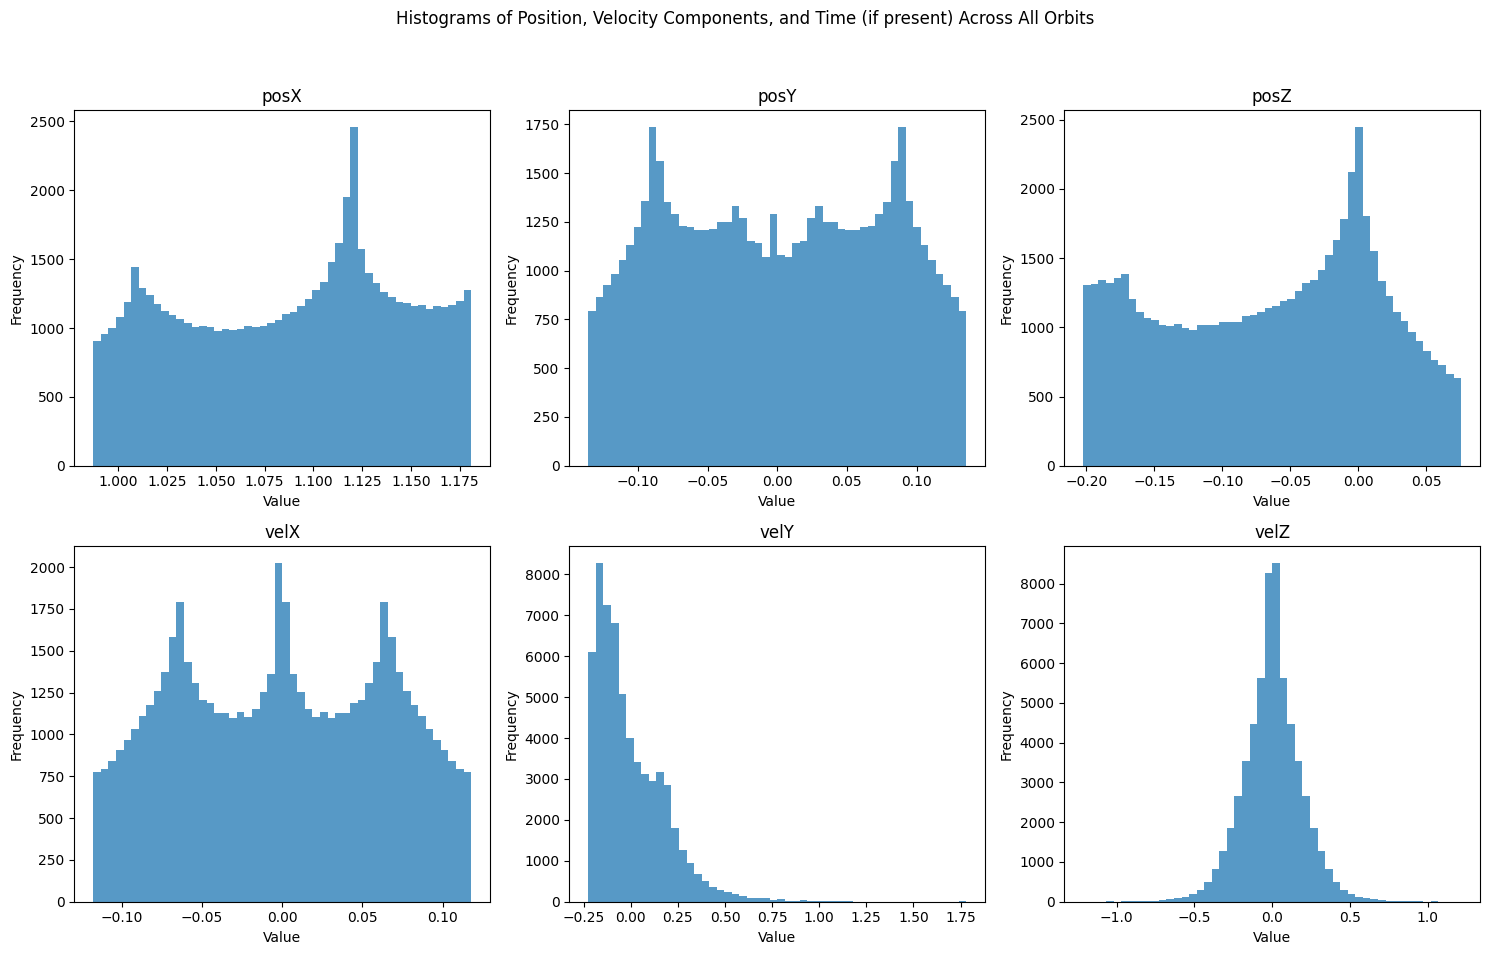 Histograms of Position, Velocity Components, and Time (if present) Across All Orbits
posX
Frequency
2500
2000
1500
1000
500
0
1.000 1.025 1.050 1.075 1.100 1.125 1.150 1.175
Value
posY
Frequency
1750
1500
1250
1000
750
500
250
0
−0.10 −0.05 0.00 0.05 0.10
Value
posZ
Frequency
2500
2000
1500
1000
500
0
−0.20 −0.15 −0.10 −0.05 0.00 0.05
Value
velX
Frequency
2000
1750
1500
1250
1000
750
500
250
0
−0.10 −0.05 0.00 0.05 0.10
Value
velY
Frequency
8000
7000
6000
5000
4000
3000
2000
1000
0
−0.25 0.00 0.25 0.50 0.75 1.00 1.25 1.50 1.75
Value
velZ
Frequency
8000
7000
6000
5000
4000
3000
2000
1000
0
−1.0 −0.5 0.0 0.5 1.0
Value